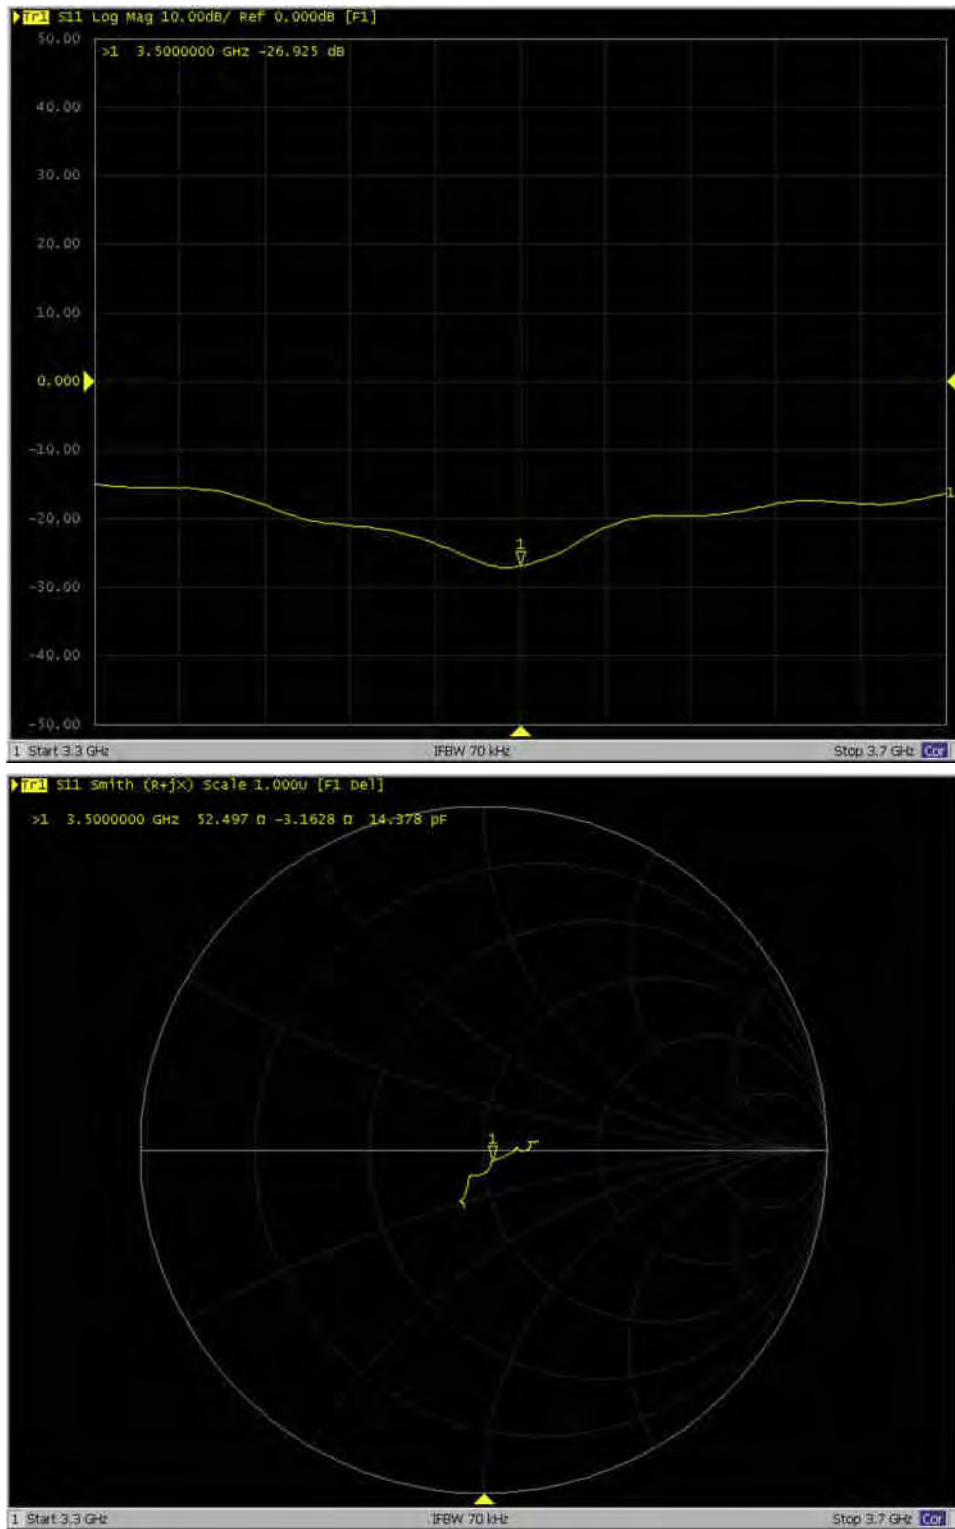 Tr1 S11 Log Mag 10.00dB/ Ref 0.000dB [F1]
50.00
>1 3.5000000 GHz -26.925 dB
40.00
30.00
20.00
10.00
0.000
-10.00
-20.00
1
1
-30.00
-40.00
-50.00
1 Start 3.3 GHz IFBW 70 kHz Stop 3.7 GHz Cor
Tr1 S11 Smith (R+jX) Scale 1.000U [F1 Del]
>1 3.5000000 GHz 52.497 Ω -3.1628 Ω 14.378 pF
1
1 Start 3.3 GHz IFBW 70 kHz Stop 3.7 GHz Cor